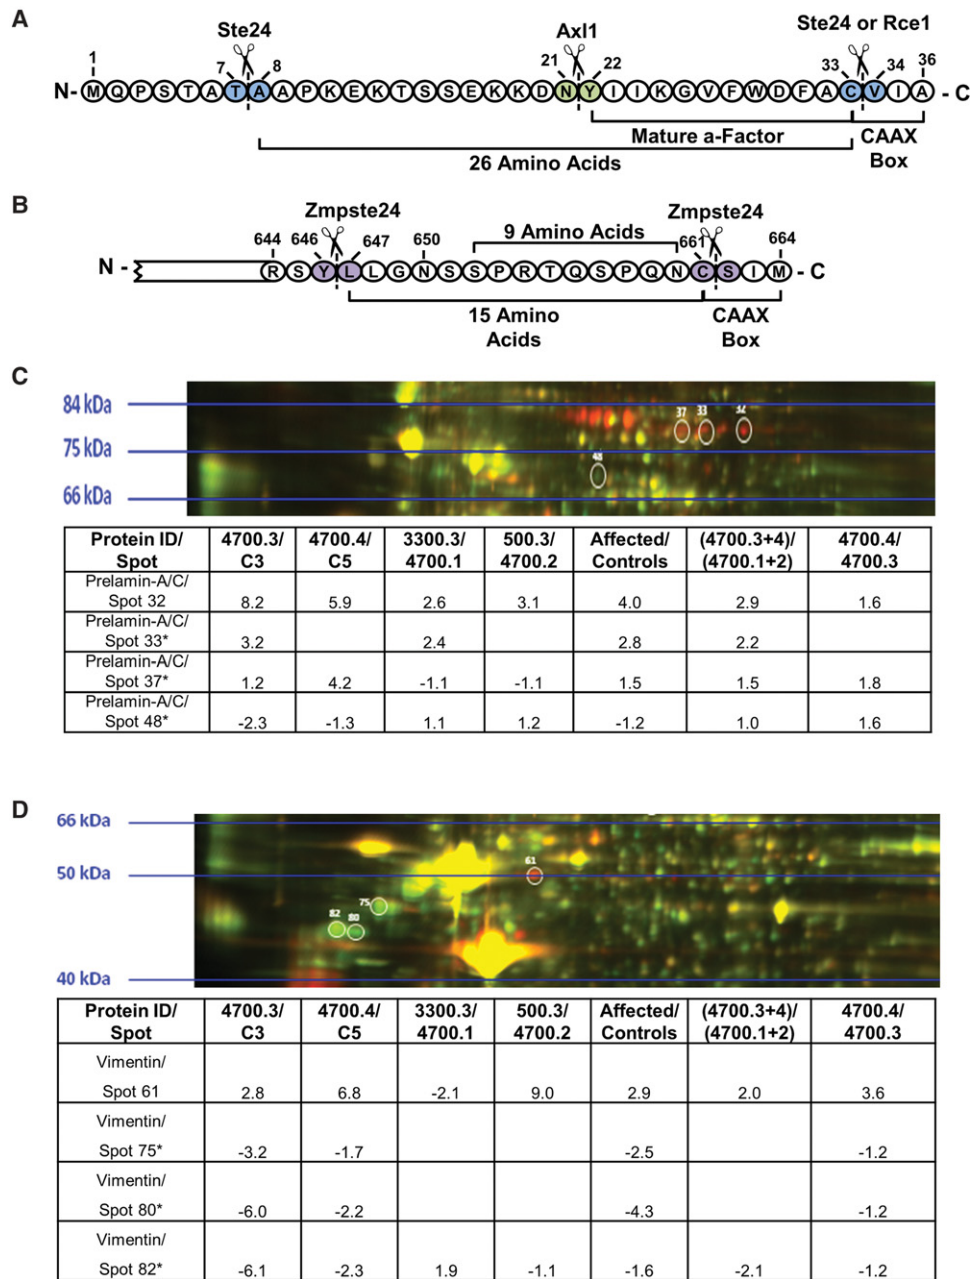 A
Ste24
Axl1
Ste24 or Rce1
1
7
8
21
22
33
34
36
N- M Q P S T A T A A P K E K T S S E K K D N Y I I K G V F W D F A C V I A - C
Mature a-Factor
CAAX
Box
26 Amino Acids
B
Zmpste24
Zmpste24
9 Amino Acids
644
646
647
650
661
664
N - R S Y L L G N S S P R T Q S P Q N C S I M - C
15 Amino
Acids
CAAX
Box
C
84 kDa
75 kDa
66 kDa
37
33
32
48
Protein ID/
Spot
4700.3/
C3
4700.4/
C5
3300.3/
4700.1
500.3/
4700.2
Affected/
Controls
(4700.3+4)/
(4700.1+2)
4700.4/
4700.3
Prelamin-A/C/
Spot 32
8.2 5.9 2.6 3.1 4.0 2.9 1.6
Prelamin-A/C/
Spot 33*
3.2 2.4 2.8 2.2
Prelamin-A/C/
Spot 37*
1.2 4.2 -1.1 -1.1 1.5 1.5 1.8
Prelamin-A/C/
Spot 48*
-2.3 -1.3 1.1 1.2 -1.2 1.0 1.6
D
66 kDa
50 kDa
40 kDa
61
75
82
80
Protein ID/
Spot
4700.3/
C3
4700.4/
C5
3300.3/
4700.1
500.3/
4700.2
Affected/
Controls
(4700.3+4)/
(4700.1+2)
4700.4/
4700.3
Vimentin/
Spot 61
2.8 6.8 -2.1 9.0 2.9 2.0 3.6
Vimentin/
Spot 75*
-3.2 -1.7 -2.5 -1.2
Vimentin/
Spot 80*
-6.0 -2.2 -4.3 -1.2
Vimentin/
Spot 82*
-6.1 -2.3 1.9 -1.1 -1.6 -2.1 -1.2